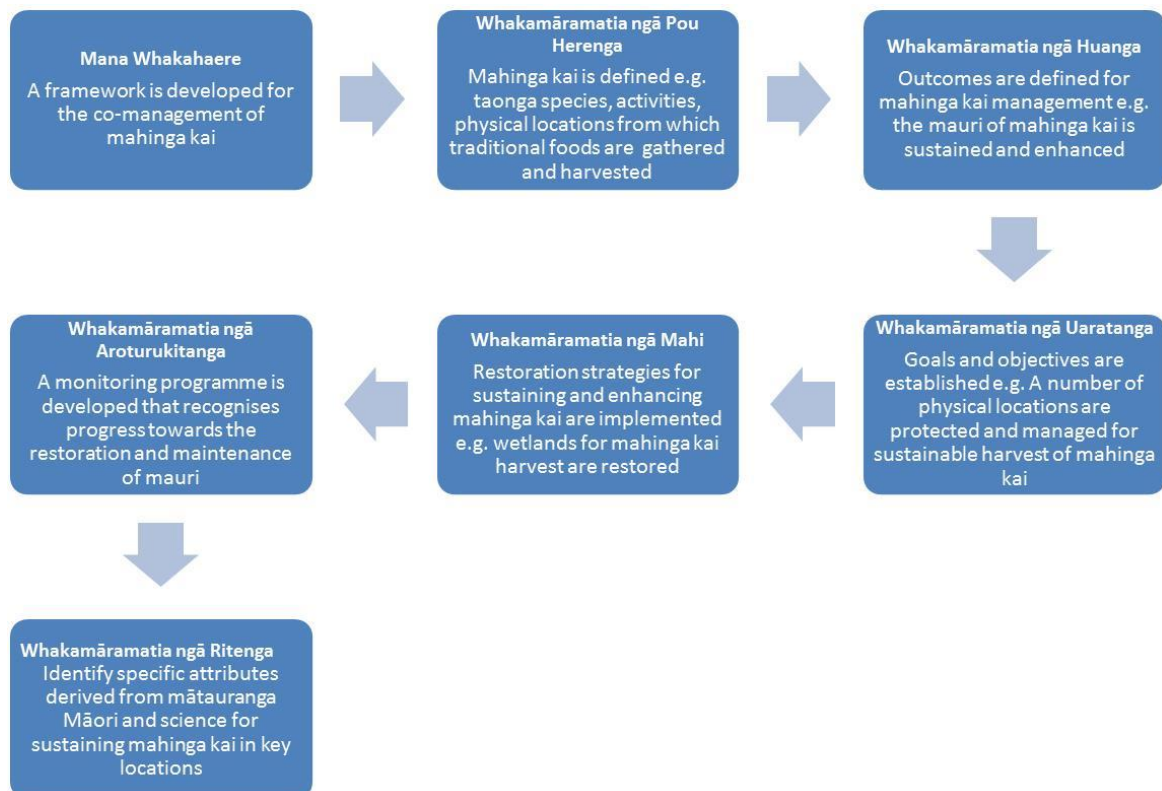 Mana Whakahaere
A framework is developed for
the co-management of
mahinga kai
Whakamāramatia ngā Pou
Herenga
Mahinga kai is defined e.g.
taonga species, activities,
physical locations from which
traditional foods are gathered
and harvested
Whakamāramatia ngā Huanga
Outcomes are defined for
mahinga kai management e.g.
the mauri of mahinga kai is
sustained and enhanced
Whakamāramatia ngā Uaratanga
Goals and objectives are
established e.g. A number of
physical locations are
protected and managed for
sustainable harvest of mahinga
kai
Whakamāramatia ngā Mahi
Restoration strategies for
sustaining and enhancing
mahinga kai are implemented
e.g. wetlands for mahinga kai
harvest are restored
Whakamāramatia ngā
Aroturukitanga
A monitoring programme is
developed that recognises
progress towards the
restoration and maintenance
of mauri
Whakamāramatia ngā Ritenga
Identify specific attributes
derived from mātauranga
Māori and science for
sustaining mahinga kai in key
locations